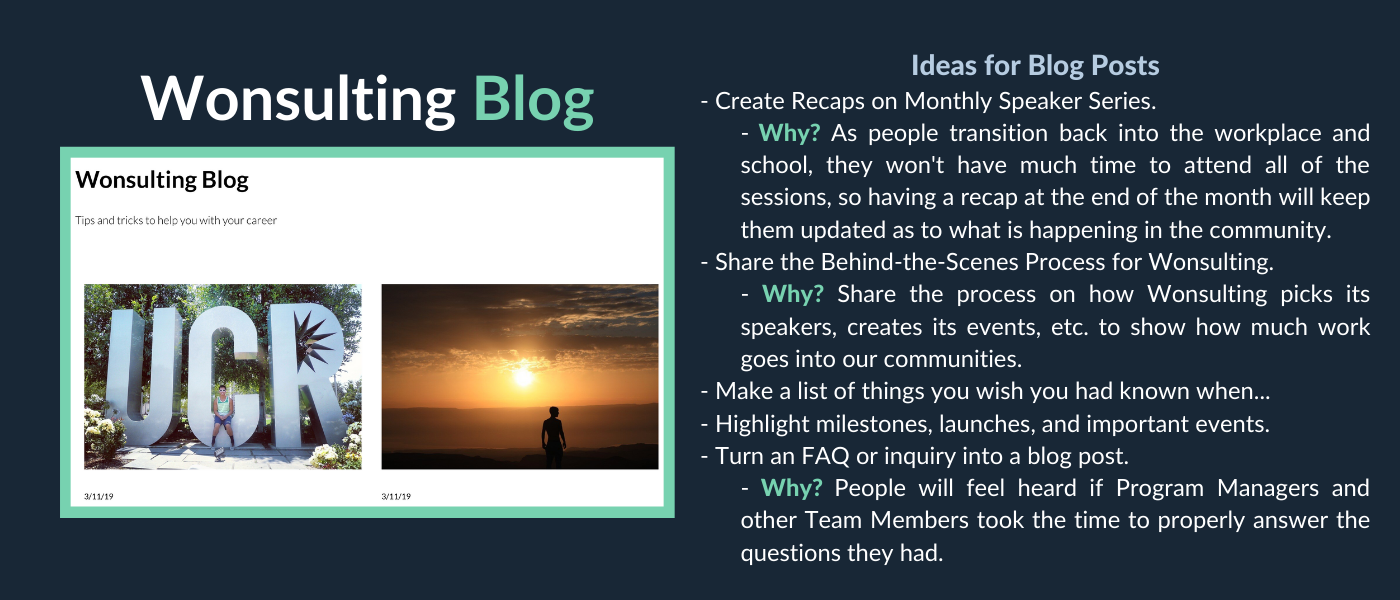 Wonsulting Blog
Wonsulting Blog
Tips and tricks to help you with your career
UCR
3/11/19
3/11/19
Ideas for Blog Posts
- Create Recaps on Monthly Speaker Series.
- Why? As people transition back into the workplace and
school, they won't have much time to attend all of the
sessions, so having a recap at the end of the month will keep
them updated as to what is happening in the community.
- Share the Behind-the-Scenes Process for Wonsulting.
- Why? Share the process on how Wonsulting picks its
speakers, creates its events, etc. to show how much work
goes into our communities.
- Make a list of things you wish you had known when...
- Highlight milestones, launches, and important events.
- Turn an FAQ or inquiry into a blog post.
- Why? People will feel heard if Program Managers and
other Team Members took the time to properly answer the
questions they had.